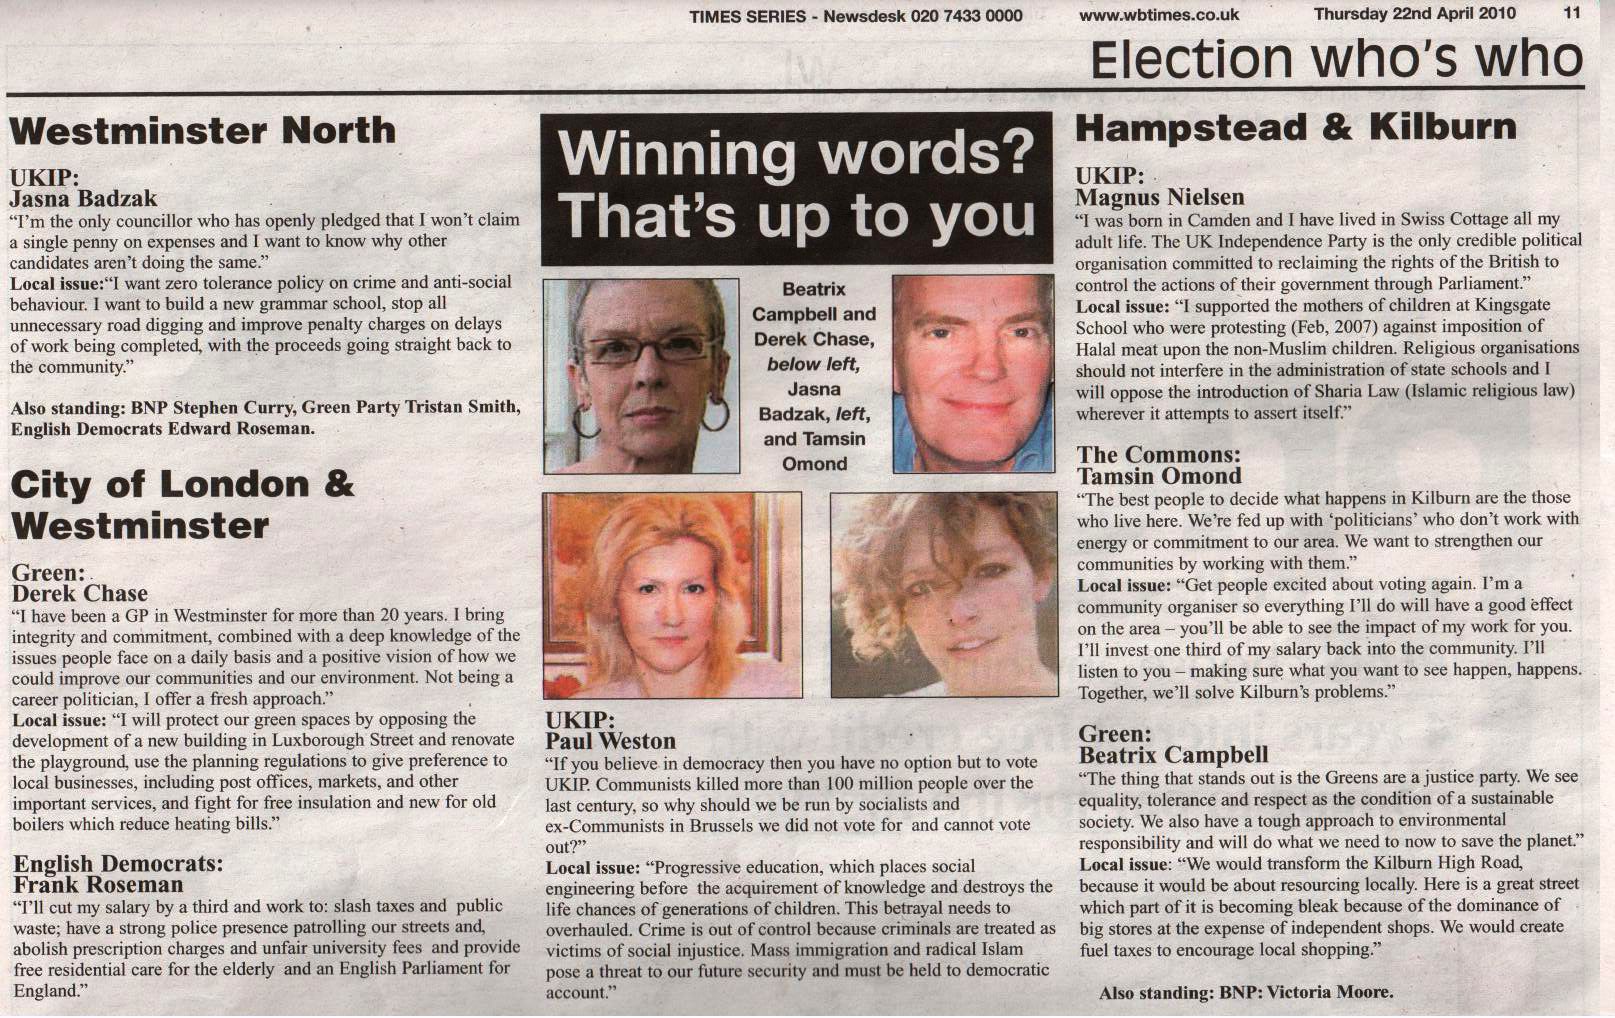 TIMES SERIES - Newsdesk 020 7433 0000 www.wbtimes.co.uk Thursday 22nd April 2010 11
Election who's who
Westminster North
UKIP:
Jasna Badzak
“I’m the only councillor who has openly pledged that I won’t claim
a single penny on expenses and I want to know why other
candidates aren’t doing the same.”
Local issue:“I want zero tolerance policy on crime and anti-social
behaviour. I want to build a new grammar school, stop all
unnecessary road digging and improve penalty charges on delays
of work being completed, with the proceeds going straight back to
the community.”
Also standing: BNP Stephen Curry, Green Party Tristan Smith,
English Democrats Edward Roseman.
City of London &
Westminster
Green:
Derek Chase
“I have been a GP in Westminster for more than 20 years. I bring
integrity and commitment, combined with a deep knowledge of the
issues people face on a daily basis and a positive vision of how we
could improve our communities and our environment. Not being a
career politician, I offer a fresh approach.”
Local issue: “I will protect our green spaces by opposing the
development of a new building in Luxborough Street and renovate
the playground, use the planning regulations to give preference to
local businesses, including post offices, markets, and other
important services, and fight for free insulation and new for old
boilers which reduce heating bills.”
English Democrats:
Frank Roseman
“I’ll cut my salary by a third and work to: slash taxes and public
waste; have a strong police presence patrolling our streets and,
abolish prescription charges and unfair university fees and provide
free residential care for the elderly and an English Parliament for
England.”
Winning words?
That’s up to you
Beatrix
Campbell and
Derek Chase,
below left,
Jasna
Badzak, left,
and Tamsin
Omond
UKIP:
Paul Weston
“If you believe in democracy then you have no option but to vote
UKIP. Communists killed more than 100 million people over the
last century, so why should we be run by socialists and
ex-Communists in Brussels we did not vote for and cannot vote
out?”
Local issue: “Progressive education, which places social
engineering before the acquirement of knowledge and destroys the
life chances of generations of children. This betrayal needs to
overhauled. Crime is out of control because criminals are treated as
victims of social injustice. Mass immigration and radical Islam
pose a threat to our future security and must be held to democratic
account.”
Hampstead & Kilburn
UKIP:
Magnus Nielsen
“I was born in Camden and I have lived in Swiss Cottage all my
adult life. The UK Independence Party is the only credible political
organisation committed to reclaiming the rights of the British to
control the actions of their government through Parliament.”
Local issue: “I supported the mothers of children at Kingsgate
School who were protesting (Feb, 2007) against imposition of
Halal meat upon the non-Muslim children. Religious organisations
should not interfere in the administration of state schools and I
will oppose the introduction of Sharia Law (Islamic religious law)
wherever it attempts to assert itself.”
The Commons:
Tamsin Omond
“The best people to decide what happens in Kilburn are the those
who live here. We’re fed up with ‘politicians’ who don’t work with
energy or commitment to our area. We want to strengthen our
communities by working with them.”
Local issue: “Get people excited about voting again. I’m a
community organiser so everything I’ll do will have a good effect
on the area – you’ll be able to see the impact of my work for you.
I’ll invest one third of my salary back into the community. I’ll
listen to you – making sure what you want to see happen, happens.
Together, we’ll solve Kilburn’s problems.”
Green:
Beatrix Campbell
“The thing that stands out is the Greens are a justice party. We see
equality, tolerance and respect as the condition of a sustainable
society. We also have a tough approach to environmental
responsibility and will do what we need to now to save the planet.”
Local issue: “We would transform the Kilburn High Road,
because it would be about resourcing locally. Here is a great street
which part of it is becoming bleak because of the dominance of
big stores at the expense of independent shops. We would create
fuel taxes to encourage local shopping.”
Also standing: BNP: Victoria Moore.